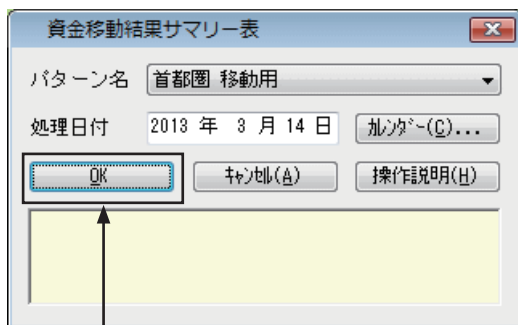 資金移動結果サマリー表
パターン名 首都圏 移動用
処理日付 2013 年 3 月 14 日 ｶﾚﾝﾀﾞｰ(C)...
OK ｷｬﾝｾﾙ(A) 操作説明(H)